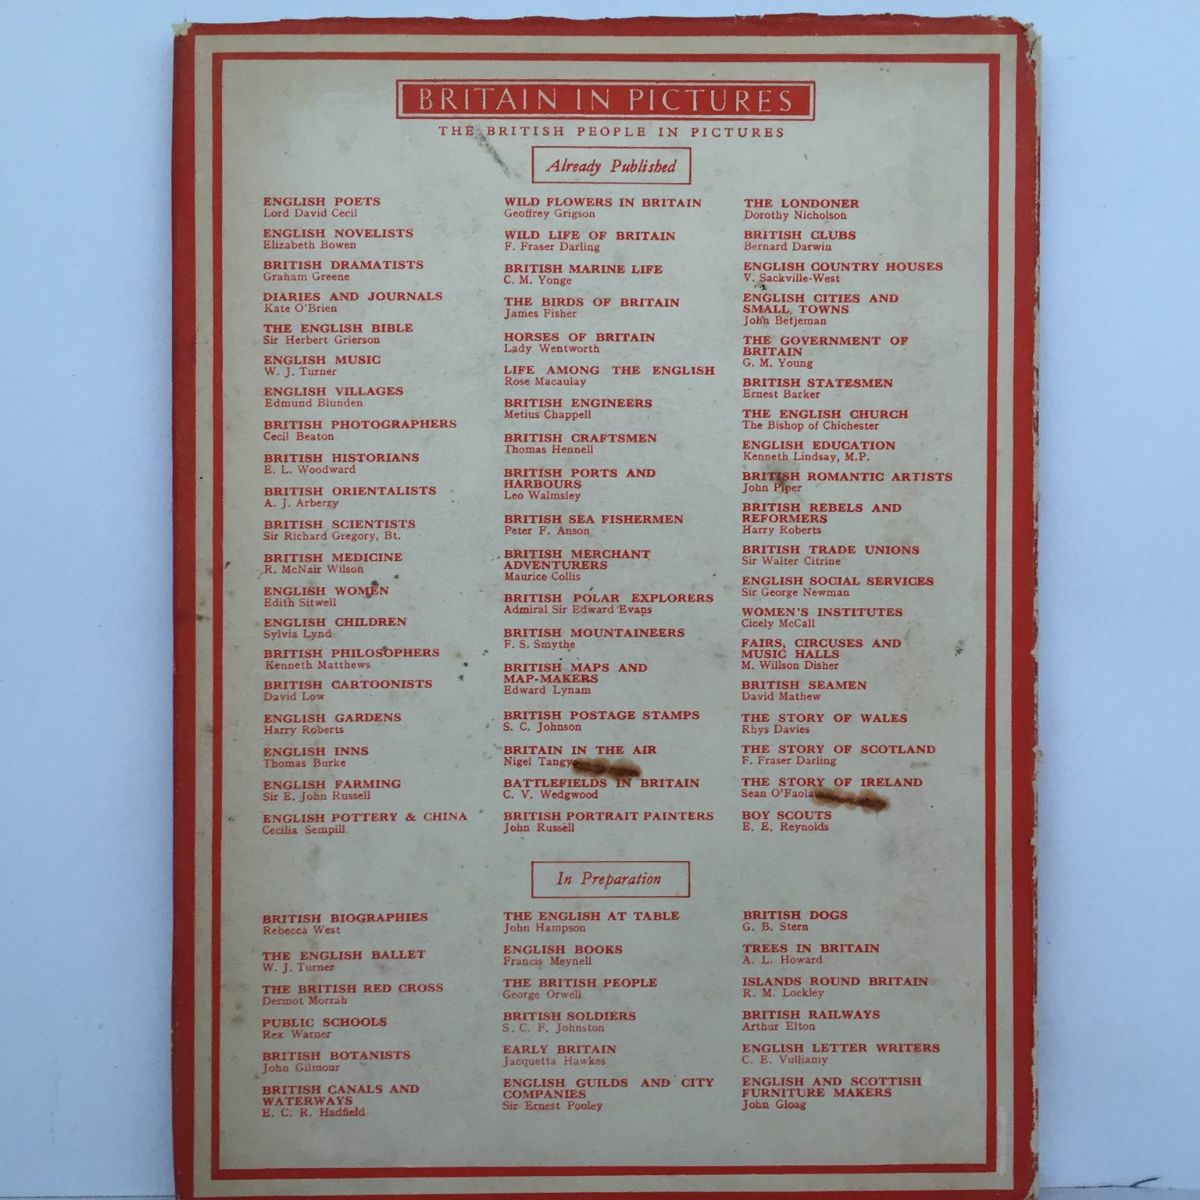 BRITAIN IN PICTURES
THE BRITISH PEOPLE IN PICTURES
Already Published
ENGLISH POETS
Lord David Cecil
ENGLISH NOVELISTS
Elizabeth Bowen
BRITISH DRAMATISTS
Graham Greene
DIARIES AND JOURNALS
Kate O'Brien
THE ENGLISH BIBLE
Sir Herbert Grierson
ENGLISH MUSIC
W. J. Turner
ENGLISH VILLAGES
Edmund Blunden
BRITISH PHOTOGRAPHERS
Cecil Beaton
BRITISH HISTORIANS
E. L. Woodward
BRITISH ORIENTALISTS
A. J. Arberry
BRITISH SCIENTISTS
Sir Richard Gregory, Bt.
BRITISH MEDICINE
R. McNair Wilson
ENGLISH WOMEN
Edith Sitwell
ENGLISH CHILDREN
Sylvia Lynd
BRITISH PHILOSOPHERS
Kenneth Matthews
BRITISH CARTOONISTS
David Low
ENGLISH GARDENS
Harry Roberts
ENGLISH INNS
Thomas Burke
ENGLISH FARMING
Sir E. John Russell
ENGLISH POTTERY & CHINA
Cecilia Sempill
WILD FLOWERS IN BRITAIN
Geoffrey Grigson
WILD LIFE OF BRITAIN
F. Fraser Darling
BRITISH MARINE LIFE
C. M. Yonge
THE BIRDS OF BRITAIN
James Fisher
HORSES OF BRITAIN
Lady Wentworth
LIFE AMONG THE ENGLISH
Rose Macaulay
BRITISH ENGINEERS
Metius Chappell
BRITISH CRAFTSMEN
Thomas Hennell
BRITISH PORTS AND
HARBOURS
Leo Walmsley
BRITISH SEA FISHERMEN
Peter F. Anson
BRITISH MERCHANT
ADVENTURERS
Maurice Collis
BRITISH POLAR EXPLORERS
Admiral Sir Edward Evans
BRITISH MOUNTAINEERS
F. S. Smythe
BRITISH MAPS AND
MAP-MAKERS
Edward Lynam
BRITISH POSTAGE STAMPS
S. C. Johnson
BRITAIN IN THE AIR
Nigel Tangye
BATTLEFIELDS IN BRITAIN
C. V. Wedgwood
BRITISH PORTRAIT PAINTERS
John Russell
THE LONDONER
Dorothy Nicholson
BRITISH CLUBS
Bernard Darwin
ENGLISH COUNTRY HOUSES
V. Sackville-West
ENGLISH CITIES AND
SMALL TOWNS
John Betjeman
THE GOVERNMENT OF
BRITAIN
G. M. Young
BRITISH STATESMEN
Ernest Barker
THE ENGLISH CHURCH
The Bishop of Chichester
ENGLISH EDUCATION
Kenneth Lindsay, M.P.
BRITISH ROMANTIC ARTISTS
John Piper
BRITISH REBELS AND
REFORMERS
Harry Roberts
BRITISH TRADE UNIONS
Sir Walter Citrine
ENGLISH SOCIAL SERVICES
Sir George Newman
WOMEN'S INSTITUTES
Cicely McCall
FAIRS, CIRCUSES AND
MUSIC HALLS
M. Willson Disher
BRITISH SEAMEN
David Mathew
THE STORY OF WALES
Rhys Davies
THE STORY OF SCOTLAND
F. Fraser Darling
THE STORY OF IRELAND
Sean O'Faolain
BOY SCOUTS
E. E. Reynolds
In Preparation
BRITISH BIOGRAPHIES
Rebecca West
THE ENGLISH BALLET
W. J. Turner
THE BRITISH RED CROSS
Dermot Morrah
PUBLIC SCHOOLS
Rex Warner
BRITISH BOTANISTS
John Gilmour
BRITISH CANALS AND
WATERWAYS
E. C. R. Hadfield
THE ENGLISH AT TABLE
John Hampson
ENGLISH BOOKS
Francis Meynell
THE BRITISH PEOPLE
George Orwell
BRITISH SOLDIERS
S. C. F. Johnston
EARLY BRITAIN
Jacquetta Hawkes
ENGLISH GUILDS AND CITY
COMPANIES
Sir Ernest Pooley
BRITISH DOGS
G. B. Stern
TREES IN BRITAIN
A. L. Howard
ISLANDS ROUND BRITAIN
R. M. Lockley
BRITISH RAILWAYS
Arthur Elton
ENGLISH LETTER WRITERS
C. E. Vulliamy
ENGLISH AND SCOTTISH
FURNITURE MAKERS
John Gloag